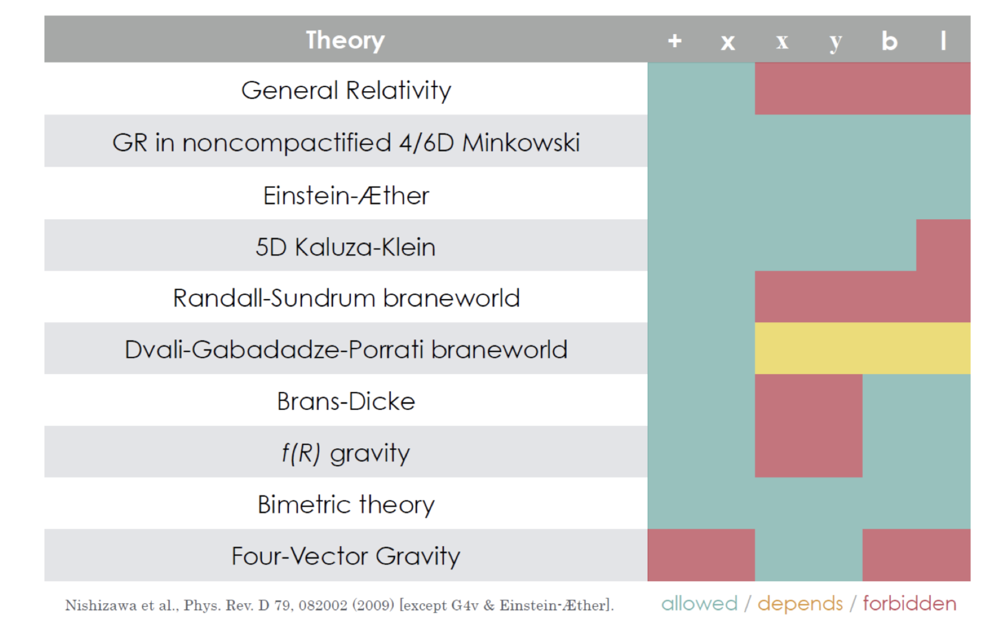 Theory + x x y b l
General Relativity
GR in noncompactified 4/6D Minkowski
Einstein-Æther
5D Kaluza-Klein
Randall-Sundrum braneworld
Dvali-Gabadadze-Porrati braneworld
Brans-Dicke
f(R) gravity
Bimetric theory
Four-Vector Gravity
Nishizawa et al., Phys. Rev. D 79, 082002 (2009) [except G4v & Einstein-Æther]. allowed / depends / forbidden